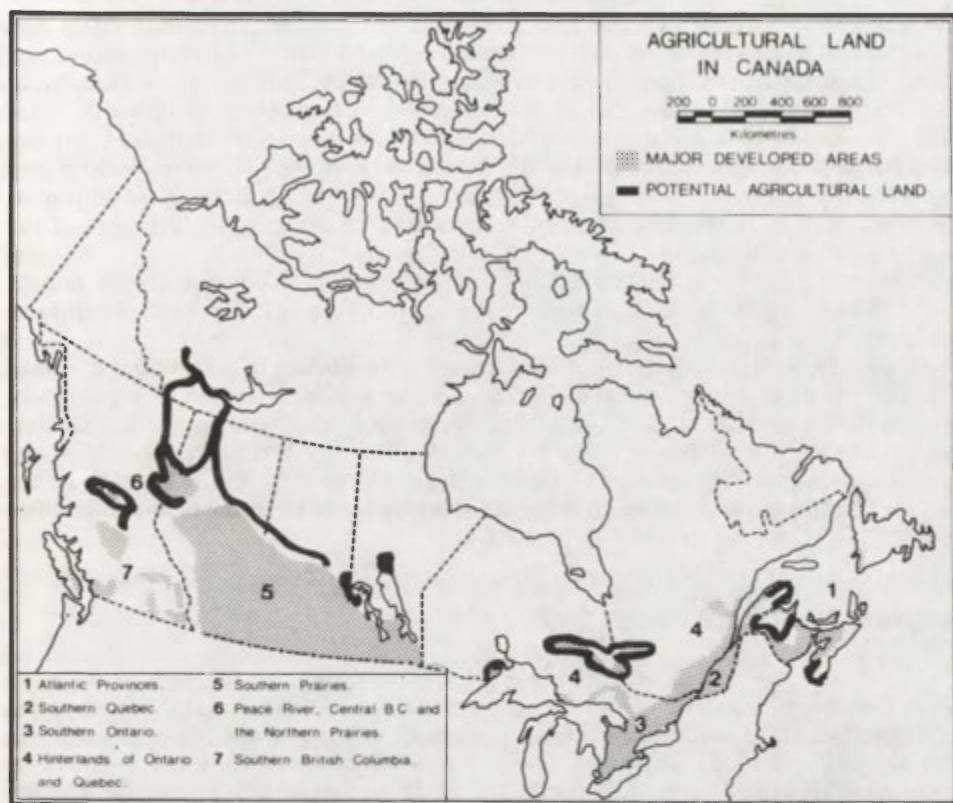 AGRICULTURAL LAND
IN CANADA
200 0 200 400 600 800
Kilometres
MAJOR DEVELOPED AREAS
POTENTIAL AGRICULTURAL LAND
6
7
5
4
1
4
2
3
1 Atlantic Provinces.
2 Southern Quebec.
3 Southern Ontario.
4 Hinterlands of Ontario
and Quebec.
5 Southern Prairies.
6 Peace River, Central B.C and
the Northern Prairies.
7 Southern British Columbia.